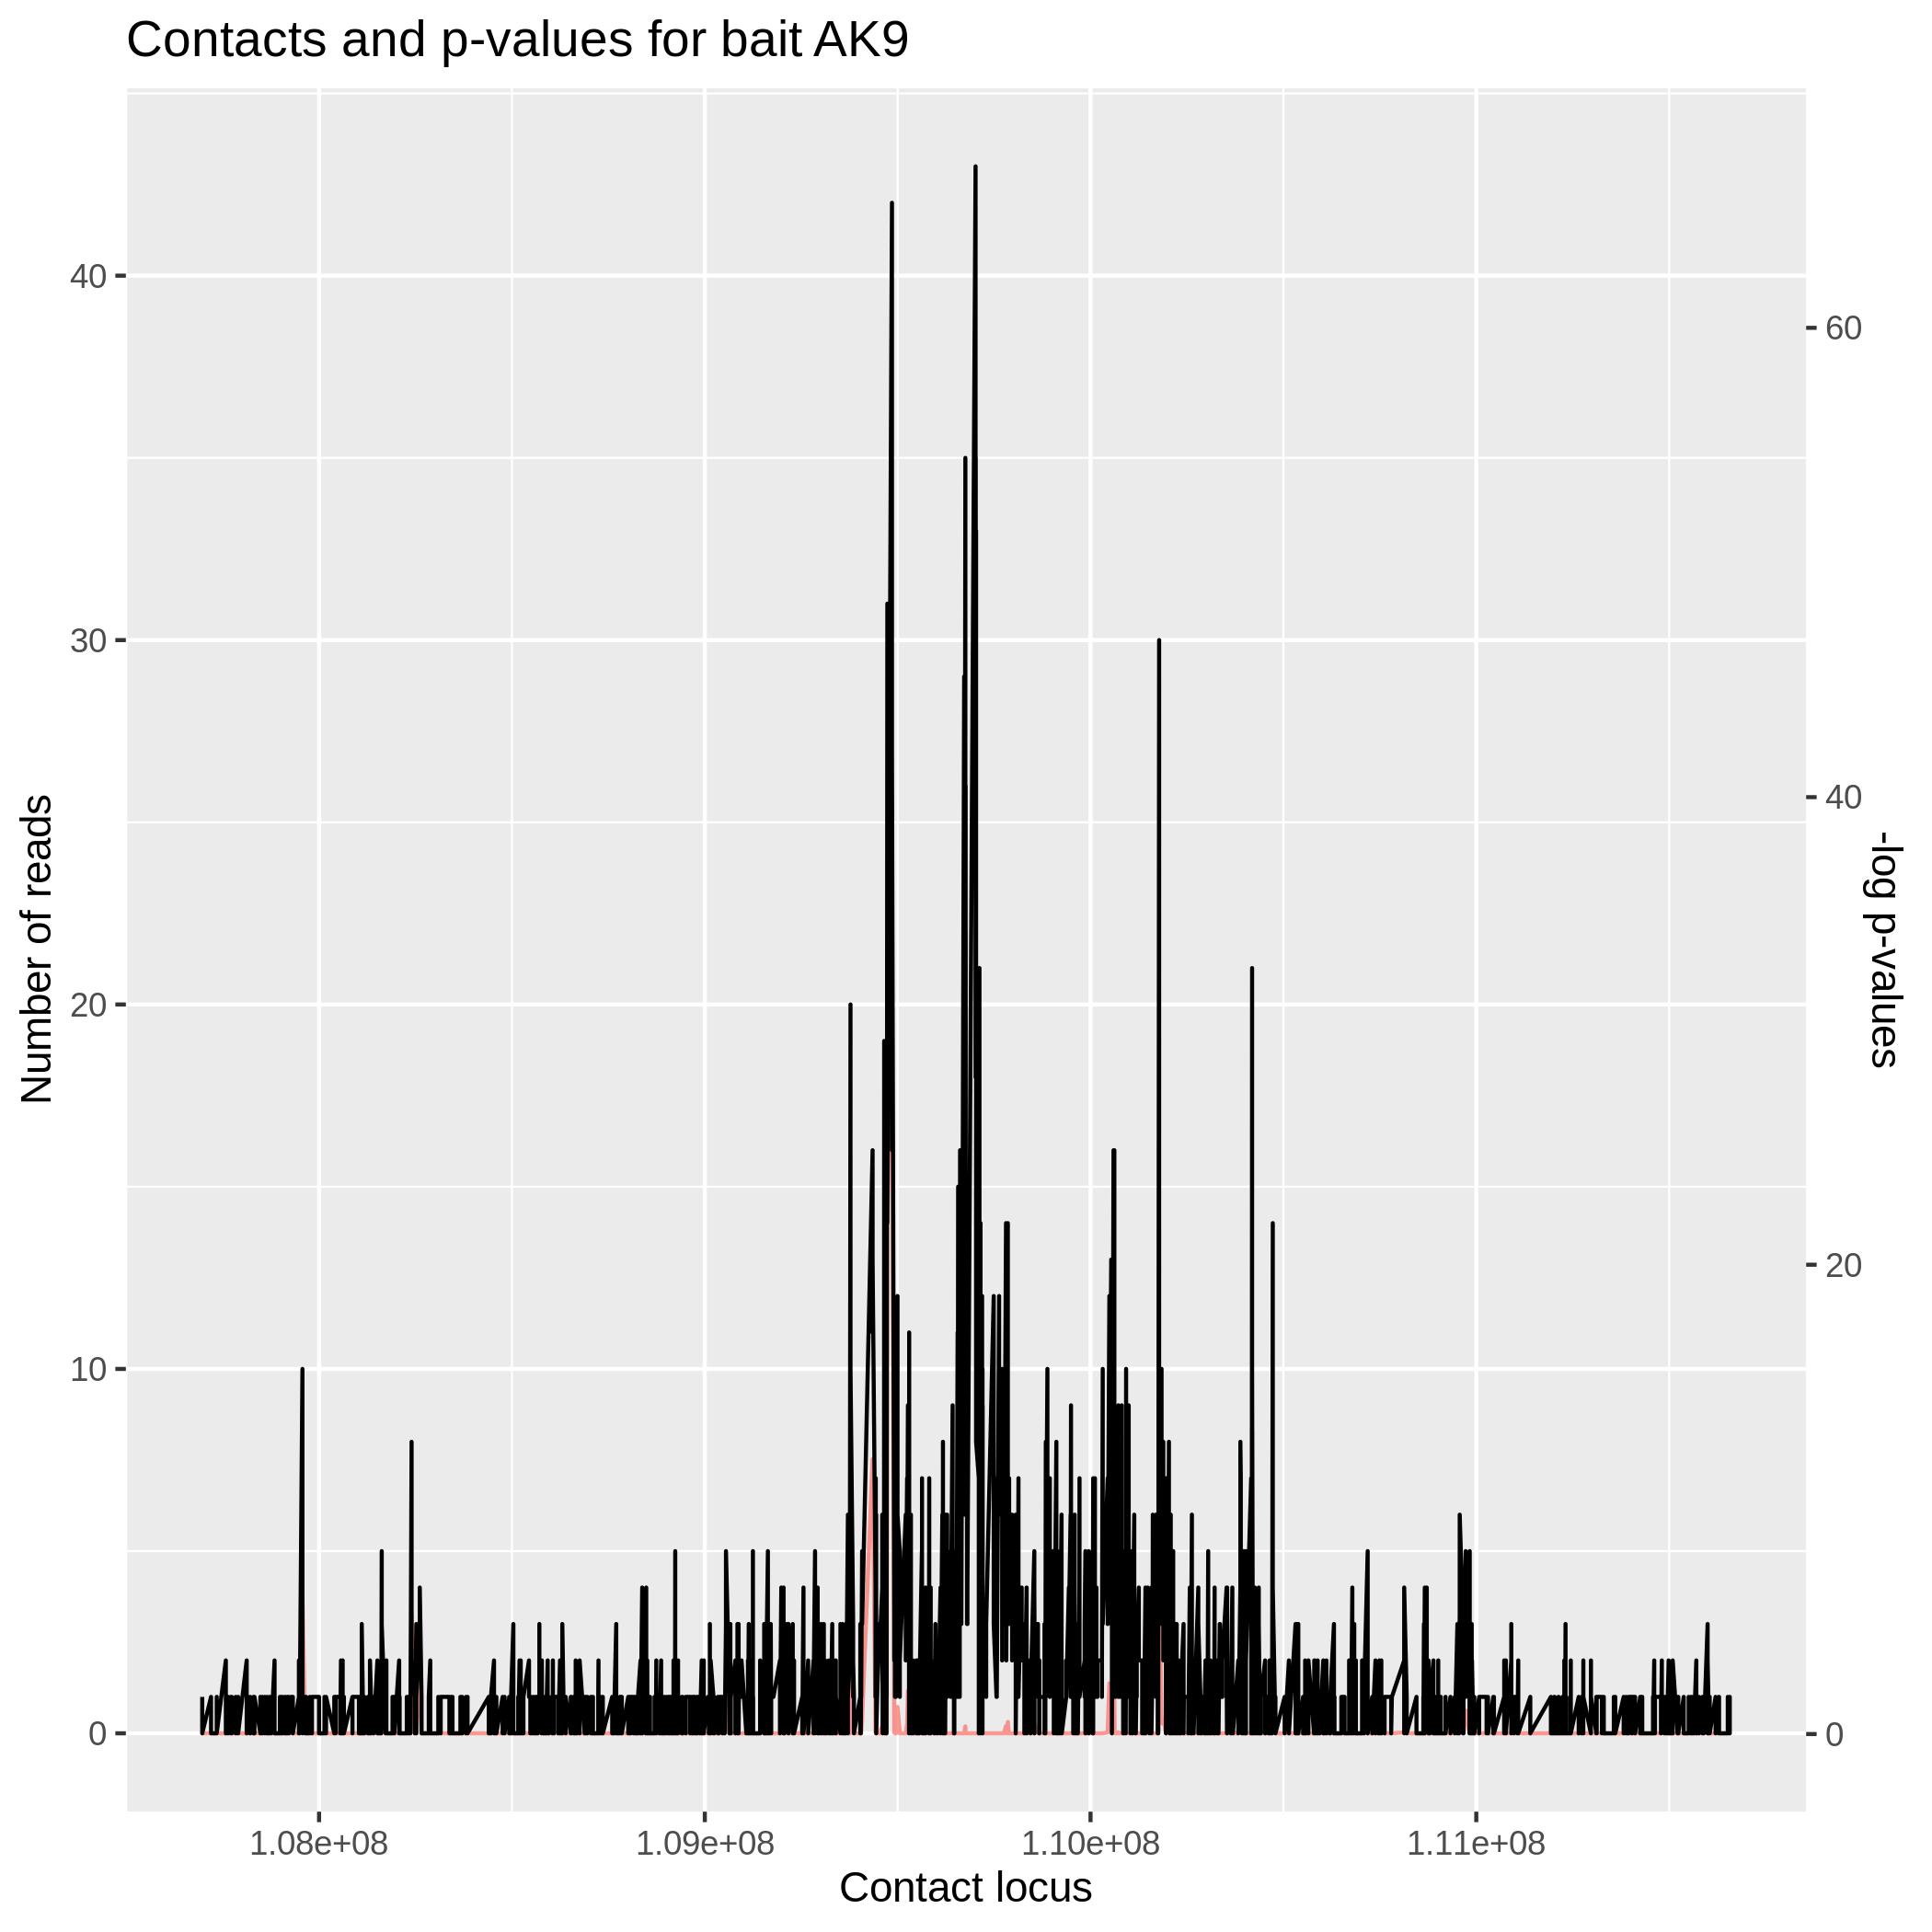 Contacts and p-values for bait AK9
40
30
20
10
0
Number of reads
60
40
20
0
-log p-values
1.08e+08 1.09e+08 1.10e+08 1.11e+08
Contact locus